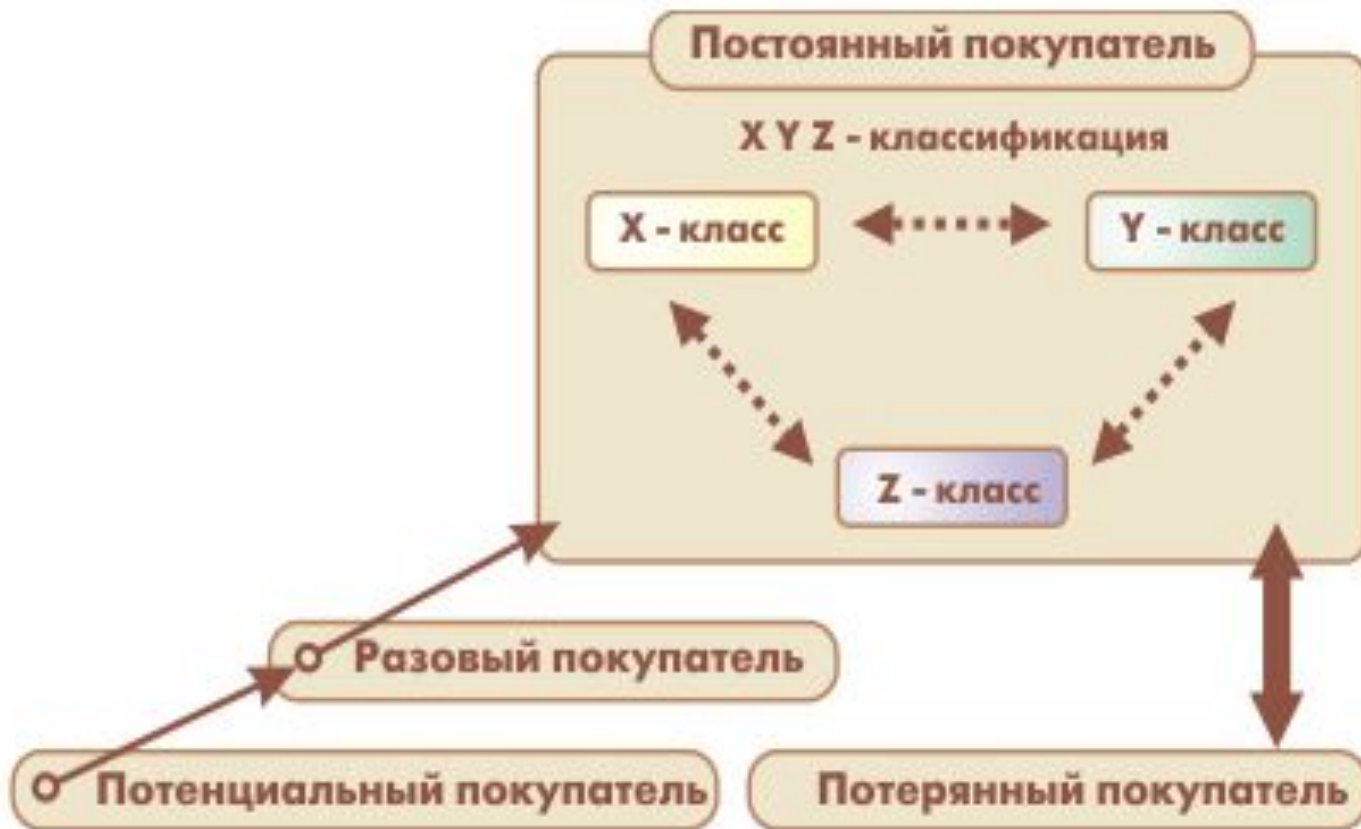 Постоянный покупатель
X Y Z - классификация
X - класс
Y - класс
Z - класс
Разовый покупатель
Потенциальный покупатель
Потерянный покупатель